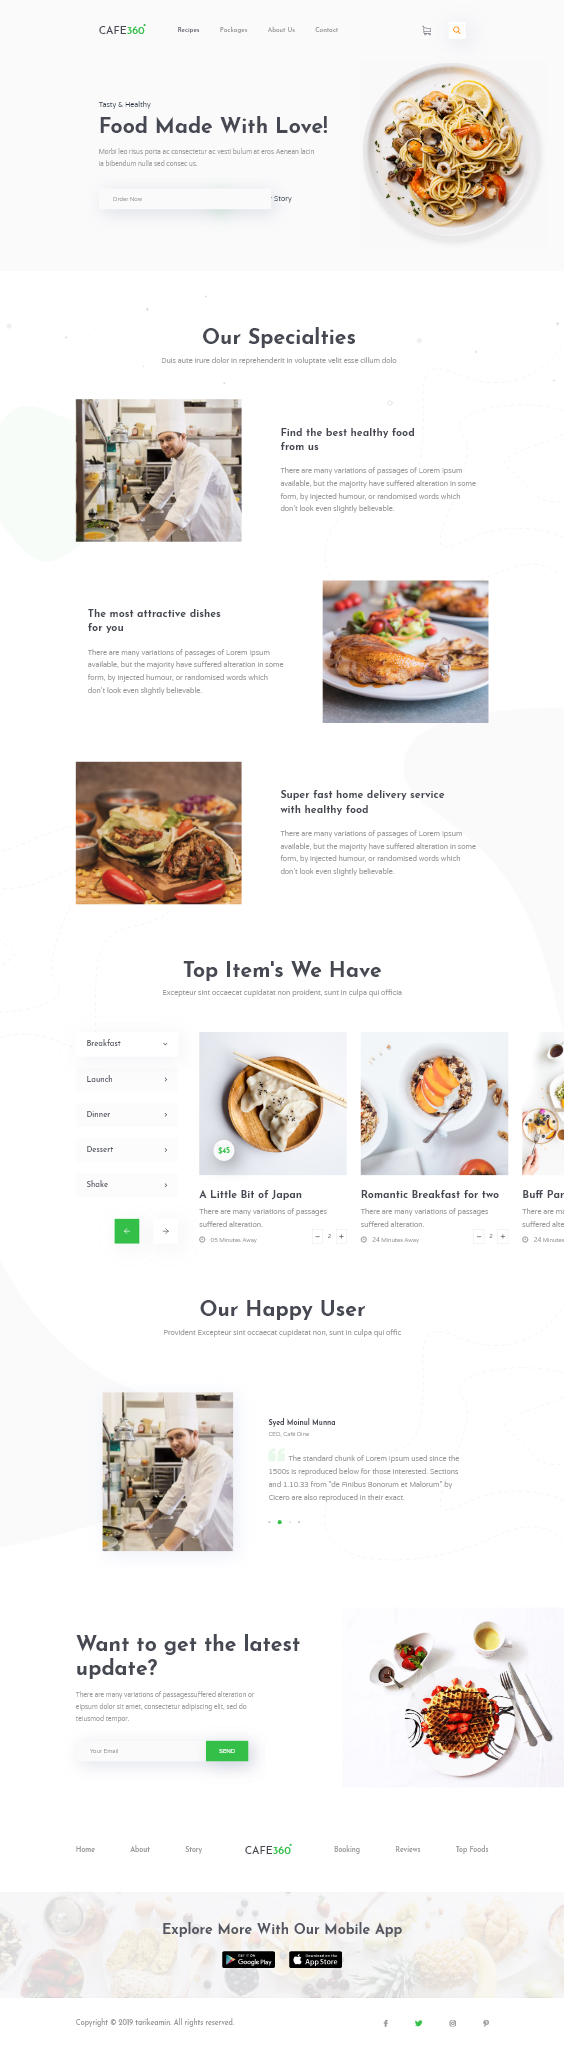 CAFE360
Recipes Packages About Us Contact
Tasty & Healthy
Food Made With Love!
Morbi leo risus porta ac consectetur ac vesti bulum at eros Aenean lacin
ia bibendum nulla sed consec us.
Order Now
Story
Our Specialties
Duis aute irure dolor in reprehenderit in voluptate velit esse cillum dolo
Find the best healthy food
from us
There are many variations of passages of Lorem Ipsum
available, but the majority have suffered alteration in some
form, by injected humour, or randomised words which
don't look even slightly believable.
The most attractive dishes
for you
There are many variations of passages of Lorem Ipsum
available, but the majority have suffered alteration in some
form, by injected humour, or randomised words which
don't look even slightly believable.
Super fast home delivery service
with healthy food
There are many variations of passages of Lorem Ipsum
available, but the majority have suffered alteration in some
form, by injected humour, or randomised words which
don't look even slightly believable.
Top Item's We Have
Excepteur sint occaecat cupidatat non proident, sunt in culpa qui officia
Breakfast
Launch
Dinner
Dessert
Shake
$45
A Little Bit of Japan
There are many variations of passages
suffered alteration.
05 Minutes Away
− 2 +
Romantic Breakfast for two
There are many variations of passages
suffered alteration.
24 Minutes Away
− 2 +
Buff Par
There are ma
suffered alte
24 Minutes
Our Happy User
Provident Excepteur sint occaecat cupidatat non, sunt in culpa qui offic
Syed Moinul Munna
CEO, Café Dine
The standard chunk of Lorem Ipsum used since the
1500s is reproduced below for those interested. Sections
and 1.10.33 from "de Finibus Bonorum et Malorum" by
Cicero are also reproduced in their exact.
Want to get the latest
update?
There are many variations of passagessuffered alteration or
eipsum dolor sit amet, consectetur adipiscing elit, sed do
teiusmod tempor.
Your Email
SEND
Home About Story CAFE360 Booking Reviews Top Foods
Explore More With Our Mobile App
GET IT ON
Google Play
Download on the
App Store
Copyright © 2019 tarikeamin. All rights reserved.